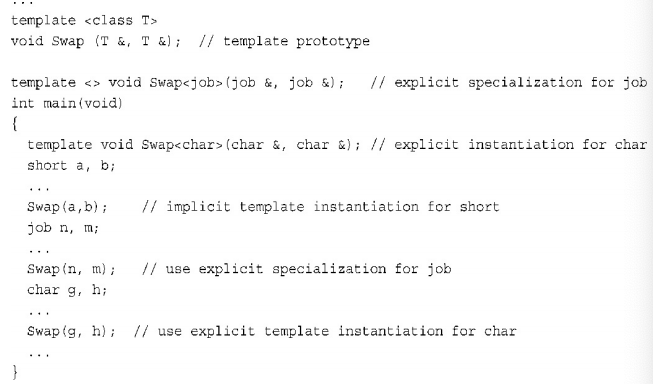 ...
template <class T>
void Swap (T &, T &);  // template prototype
template <> void Swap<job>(job &, job &);   // explicit specialization for job
int main(void)
{
  template void Swap<char>(char &, char &); // explicit instantiation for char
  short a, b;
  ...
  Swap(a,b);    // implicit template instantiation for short
  job n, m;
  ...
  Swap(n, m);   // use explicit specialization for job
  char g, h;
  ...
  Swap(g, h);  // use explicit template instantiation for char
  ...
}